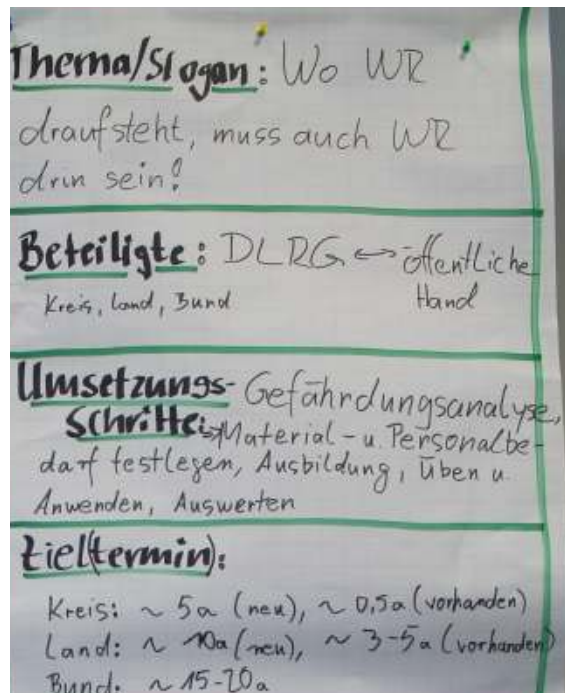 Thema/Slogan: Wo WR
draufsteht, muss auch WR
drin sein!
Beteiligte: DLRG ↔ öffentliche
Kreis, Land, Bund Hand
Umsetzungs- Gefährdungsanalyse,
Schritte: Material- u. Personalbe-
darf festlegen, Ausbildung, Üben u.
Anwenden, Auswerten
Ziel(termin):
Kreis: ~ 5a (neu), ~ 0,5a (vorhanden)
Land: ~ 10a (neu), ~ 3-5a (vorhanden)
Bund: ~ 15-20a